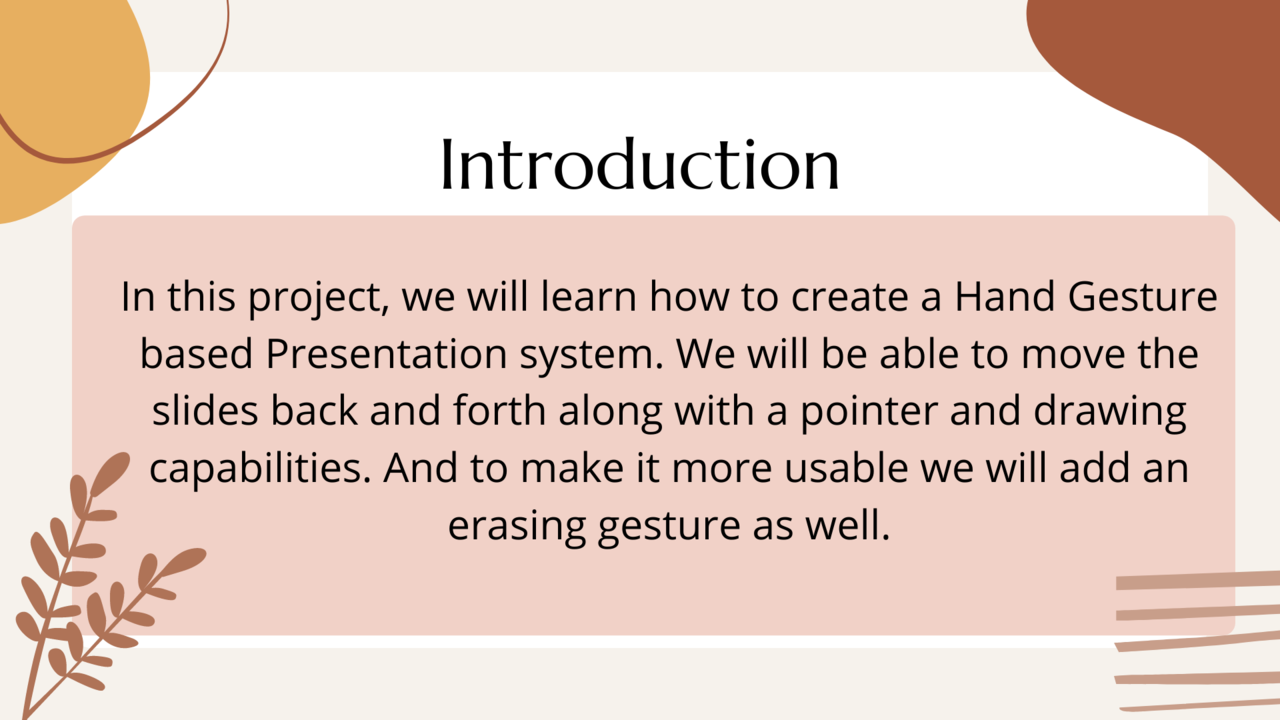 Introduction
In this project, we will learn how to create a Hand Gesture
based Presentation system. We will be able to move the
slides back and forth along with a pointer and drawing
capabilities. And to make it more usable we will add an
erasing gesture as well.